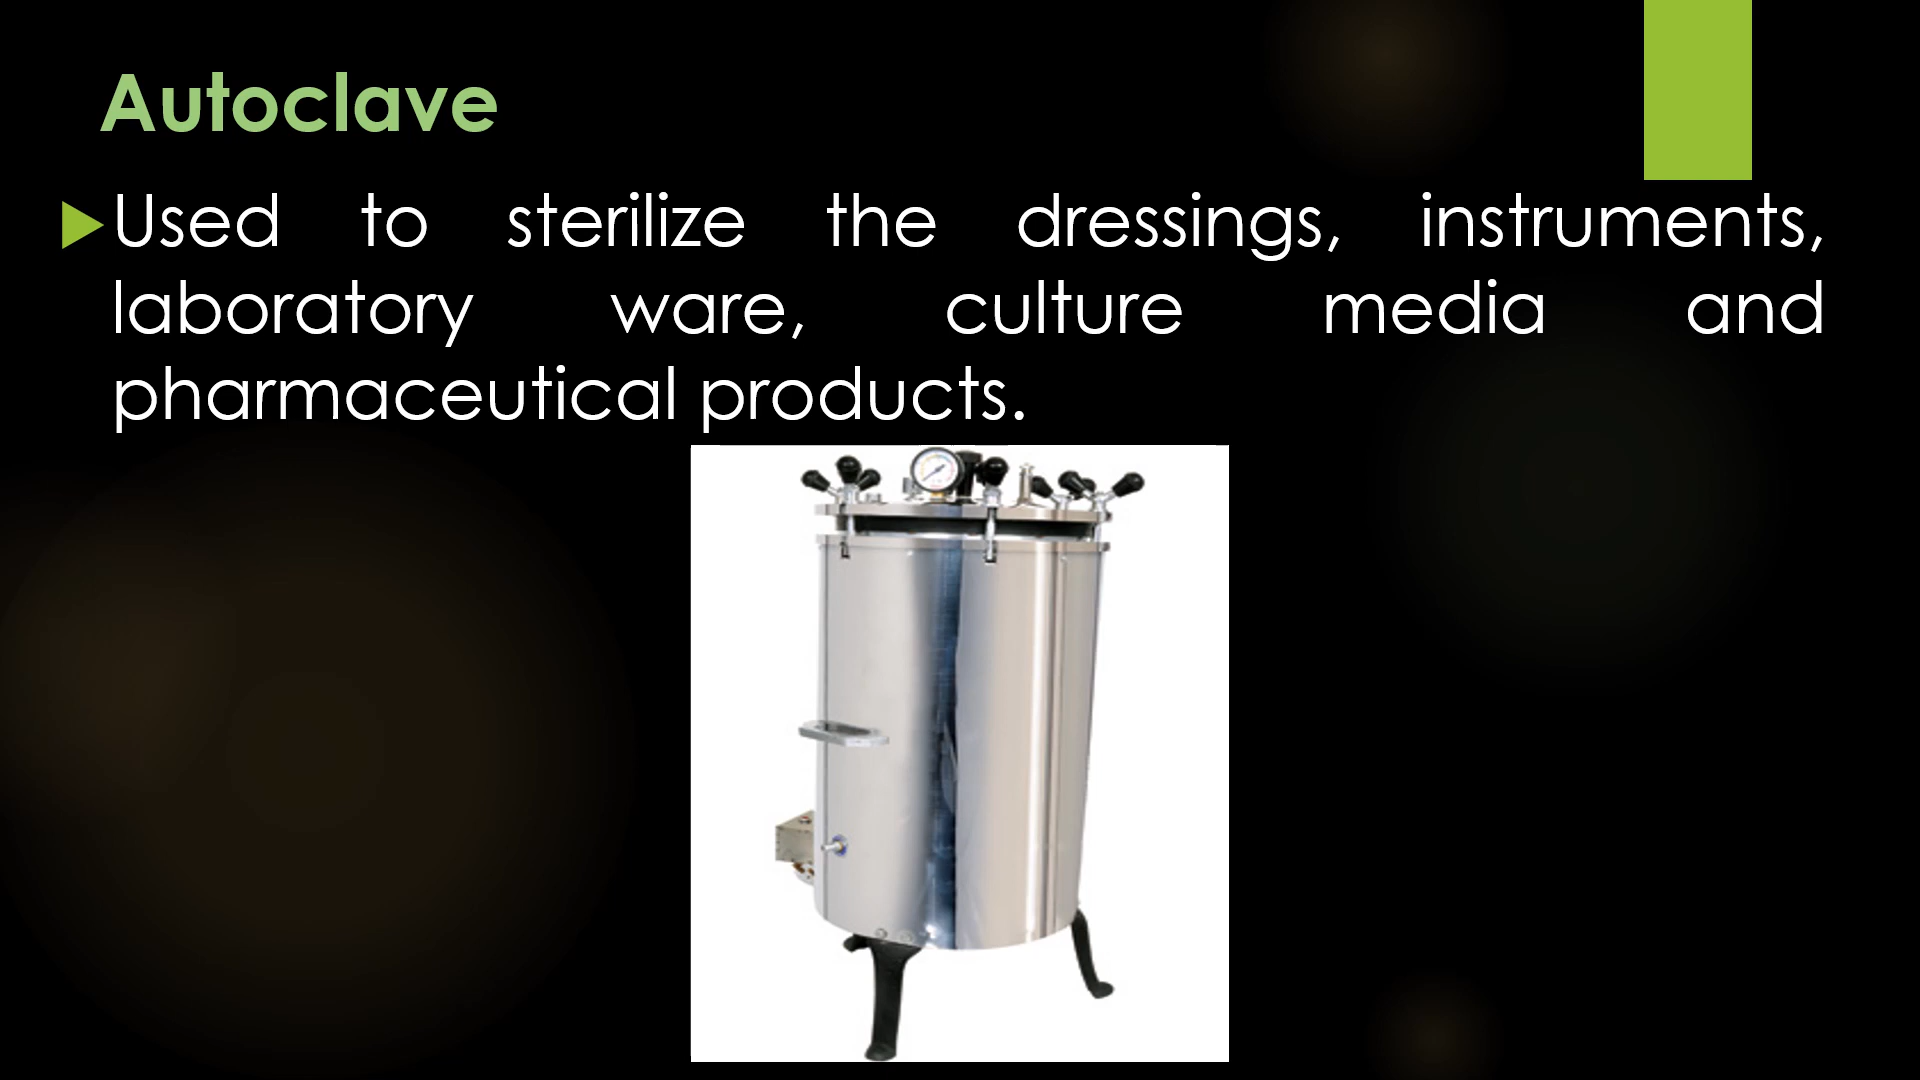 Autoclave
Used to sterilize the dressings, instruments,
laboratory ware, culture media and
pharmaceutical products.